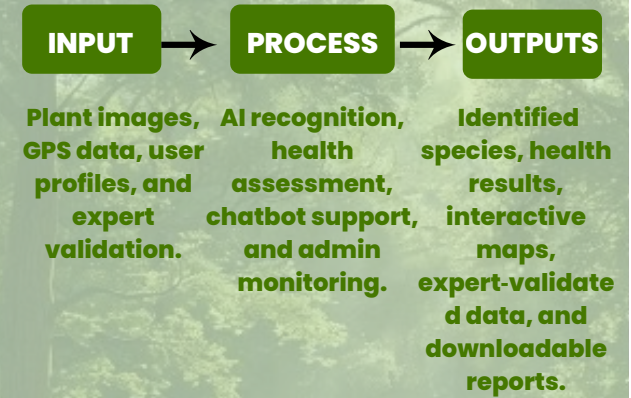 INPUT
PROCESS
OUTPUTS
Plant images,
GPS data, user
profiles, and
expert
validation.
AI recognition,
health
assessment,
chatbot support,
and admin
monitoring.
Identified
species, health
results,
interactive
maps,
expert-validate
d data, and
downloadable
reports.